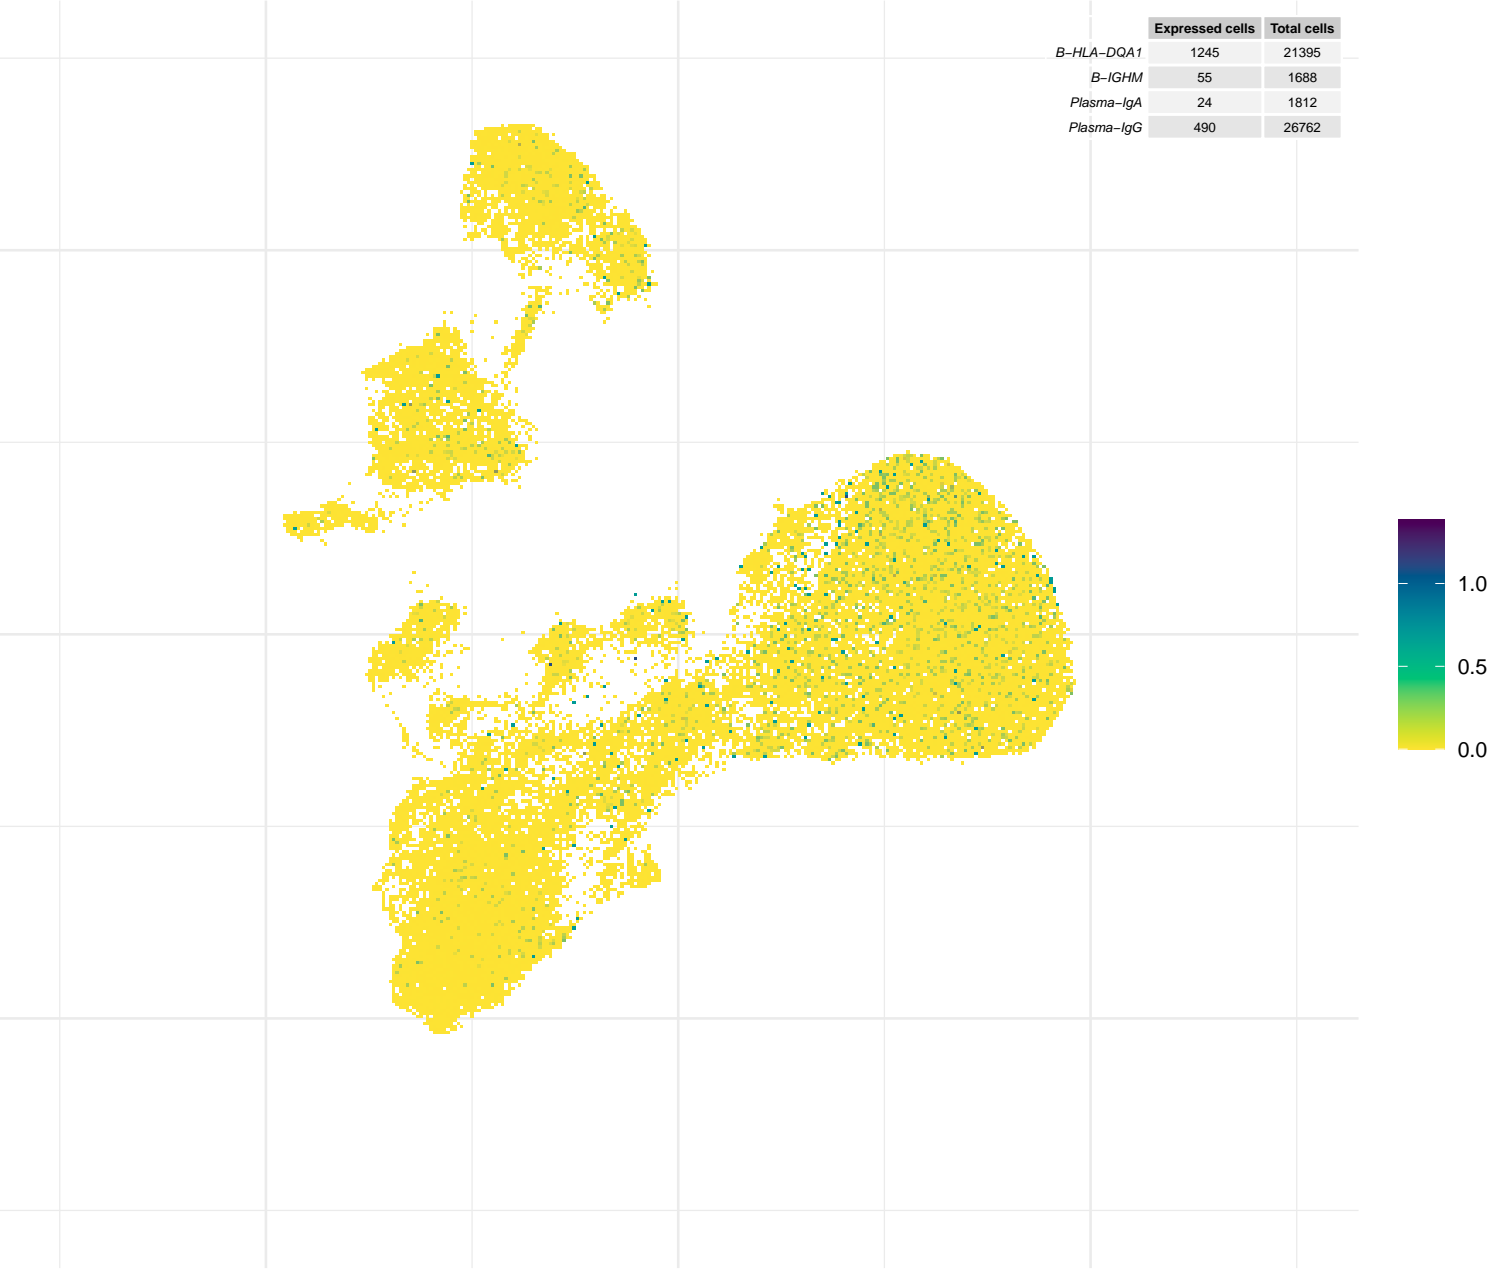 Expressed cells Total cells
B−HLA−DQA1 1245 21395
B−IGHM 55 1688
Plasma−IgA 24 1812
Plasma−IgG 490 26762
1.0
0.5
0.0